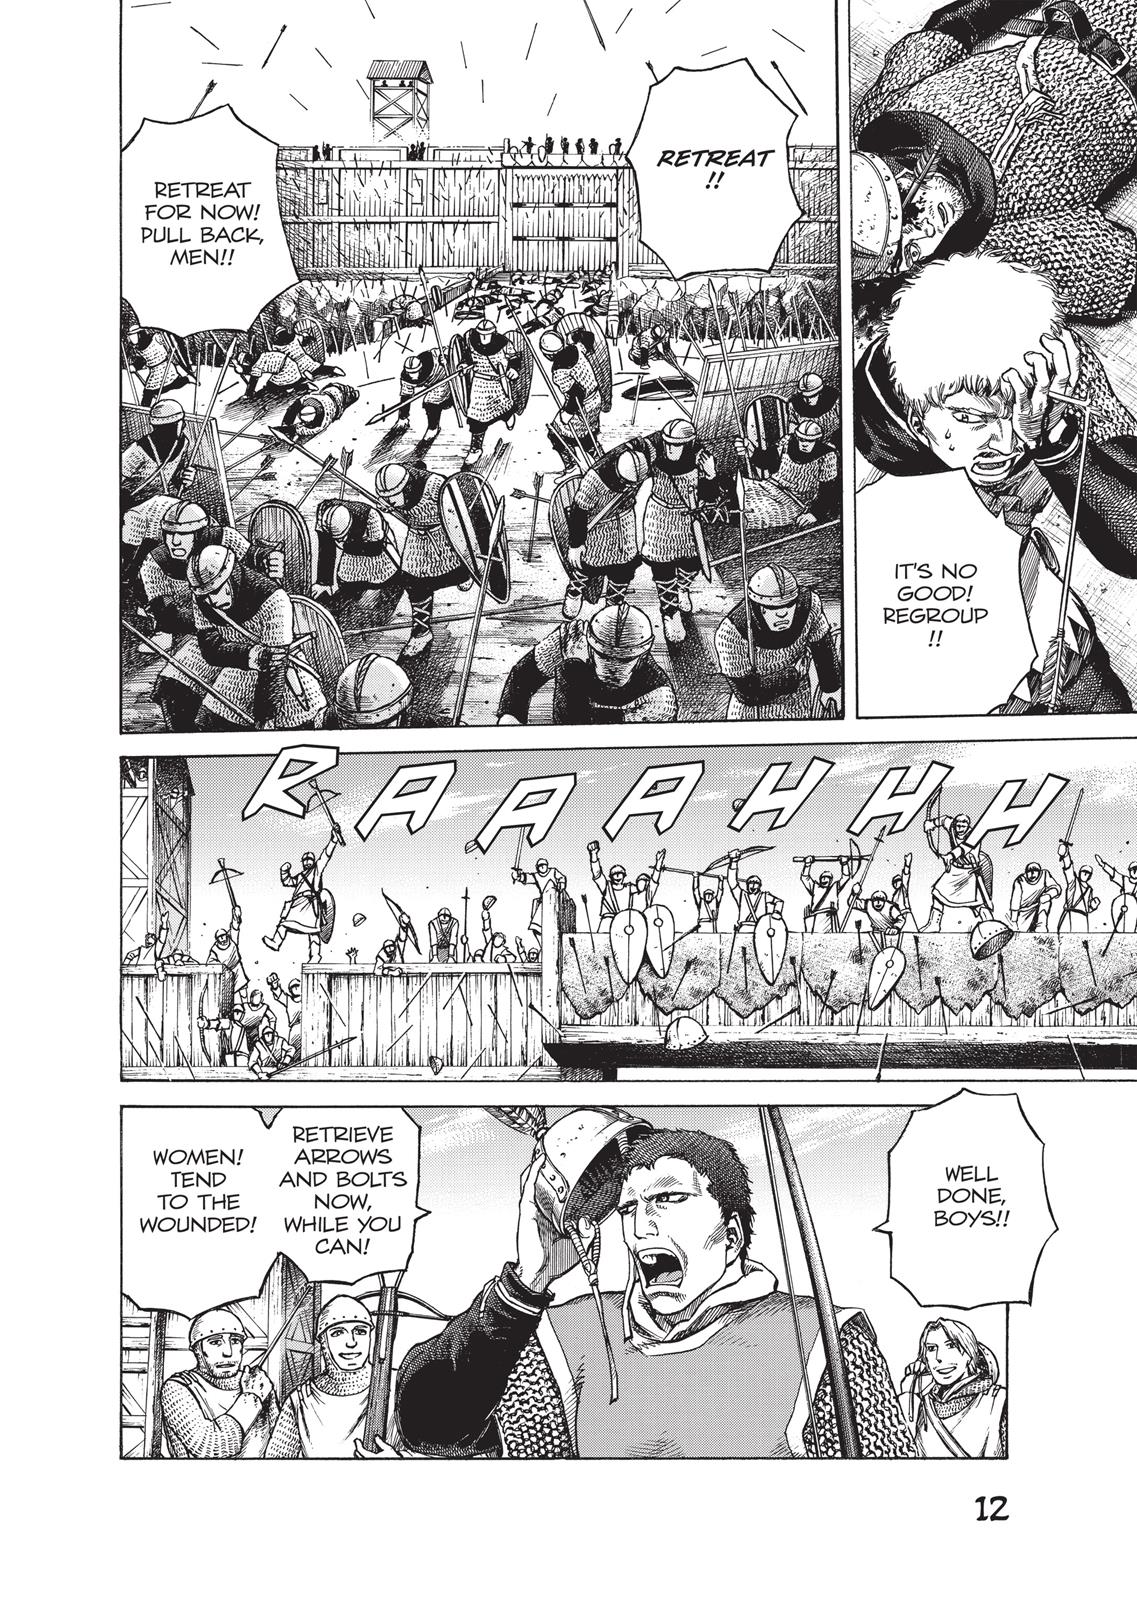 IT'S NO
GOOD!
REGROUP
!!
RETREAT
!!
RETREAT
FOR NOW!
PULL BACK,
MEN!!
RAAAHHH
WELL
DONE,
BOYS!!
RETRIEVE
ARROWS
AND BOLTS
NOW,
WHILE YOU
CAN!
WOMEN!
TEND
TO THE
WOUNDED!
12